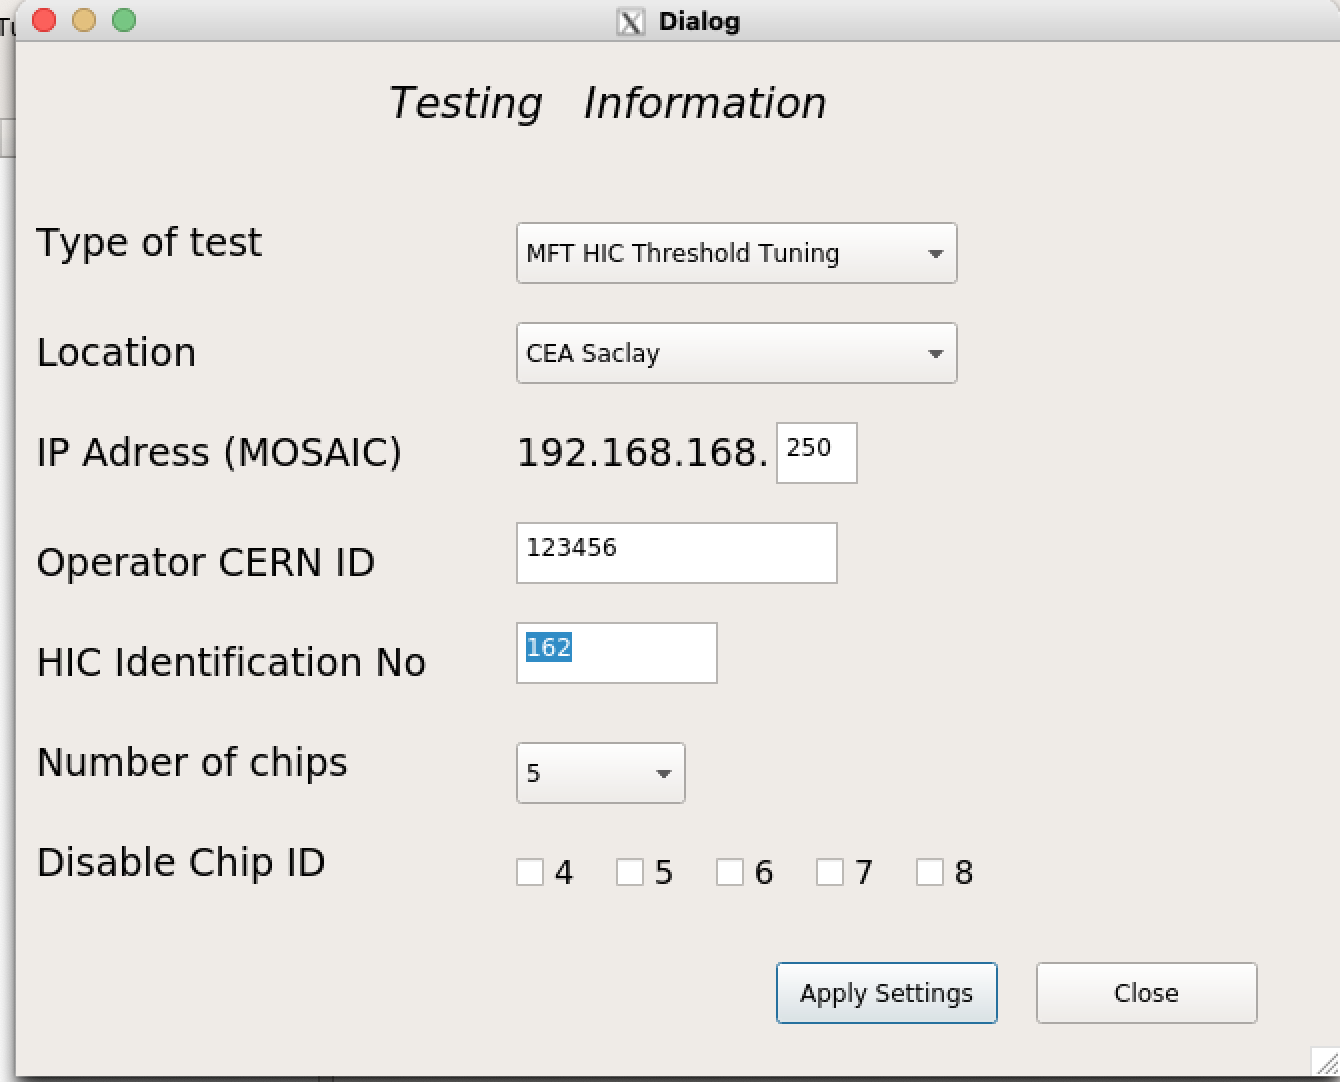 Tu
Dialog
Testing Information
Type of test
MFT HIC Threshold Tuning
Location
CEA Saclay
IP Adress (MOSAIC)
192.168.168. 250
Operator CERN ID
123456
HIC Identification No
162
Number of chips
5
Disable Chip ID
4 5 6 7 8
Apply Settings Close